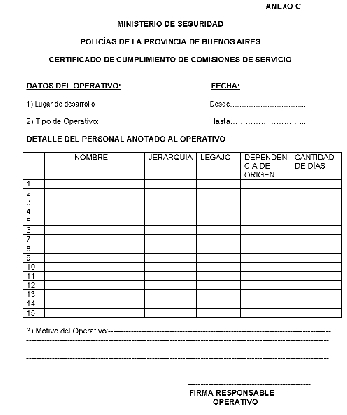 ANEXO C
MINISTERIO DE SEGURIDAD
POLICÍAS DE LA PROVINCIA DE BUENOS AIRES
CERTIFICADO DE CUMPLIMIENTO DE COMISIONES DE SERVICIO
DATOS DEL OPERATIVO: FECHA:
1) Lugar de desarrollo Desde....................................
2) Tipo de Operativo: Hasta....................................
DETALLE DEL PERSONAL ANOTADO AL OPERATIVO
NOMBRE JERARQUIA LEGAJO DEPENDEN CANTIDAD
CIA DE DE DÍAS
ORIGEN
1
2
3
4
5
6
7
8
9
10
11
12
13
14
15
3) Motivo del Operativo:--------------------
FIRMA RESPONSABLE
OPERATIVO